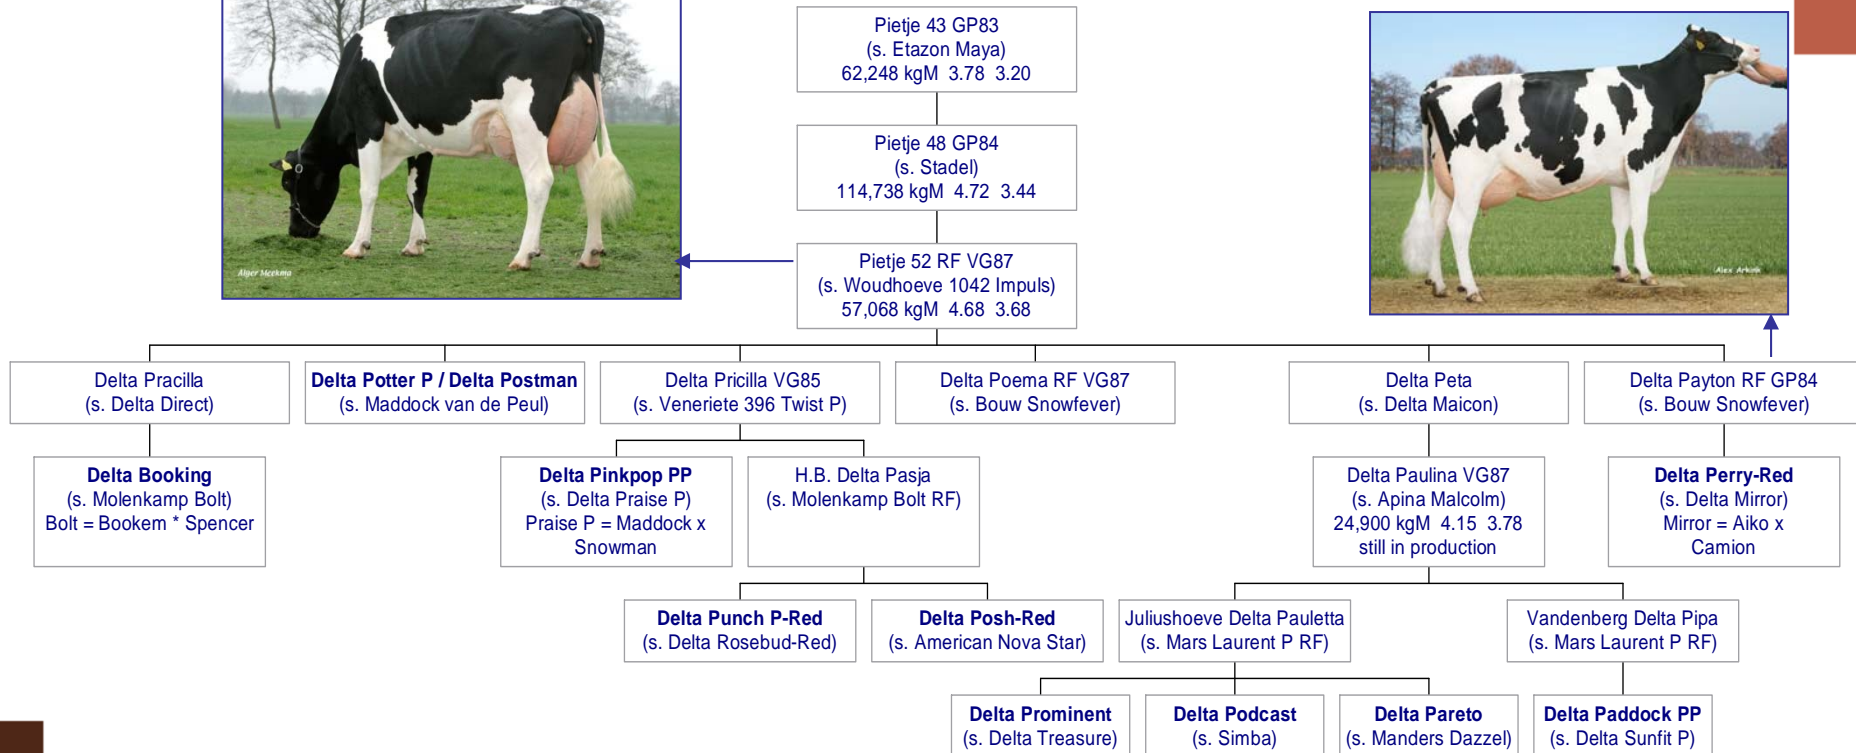 Pietje 43 GP83
(s. Etazon Maya)
62,248 kgM 3.78 3.20
Pietje 48 GP84
(s. Stadel)
114,738 kgM 4.72 3.44
Alger Meekma
Pietje 52 RF VG87
(s. Woudhoeve 1042 Impuls)
57,068 kgM 4.68 3.68
Alex Arkink
Delta Pracilla
(s. Delta Direct)
Delta Potter P / Delta Postman
(s. Maddock van de Peul)
Delta Pricilla VG85
(s. Veneriete 396 Twist P)
Delta Poema RF VG87
(s. Bouw Snowfever)
Delta Peta
(s. Delta Maicon)
Delta Payton RF GP84
(s. Bouw Snowfever)
Delta Booking
(s. Molenkamp Bolt)
Bolt = Bookem * Spencer
Delta Pinkpop PP
(s. Delta Praise P)
Praise P = Maddock x
Snowman
H.B. Delta Pasja
(s. Molenkamp Bolt RF)
Delta Paulina VG87
(s. Apina Malcolm)
24,900 kgM 4.15 3.78
still in production
Delta Perry-Red
(s. Delta Mirror)
Mirror = Aiko x
Camion
Delta Punch P-Red
(s. Delta Rosebud-Red)
Delta Posh-Red
(s. American Nova Star)
Juliushoeve Delta Pauletta
(s. Mars Laurent P RF)
Vandenberg Delta Pipa
(s. Mars Laurent P RF)
Delta Prominent
(s. Delta Treasure)
Delta Podcast
(s. Simba)
Delta Pareto
(s. Manders Dazzel)
Delta Paddock PP
(s. Delta Sunfit P)